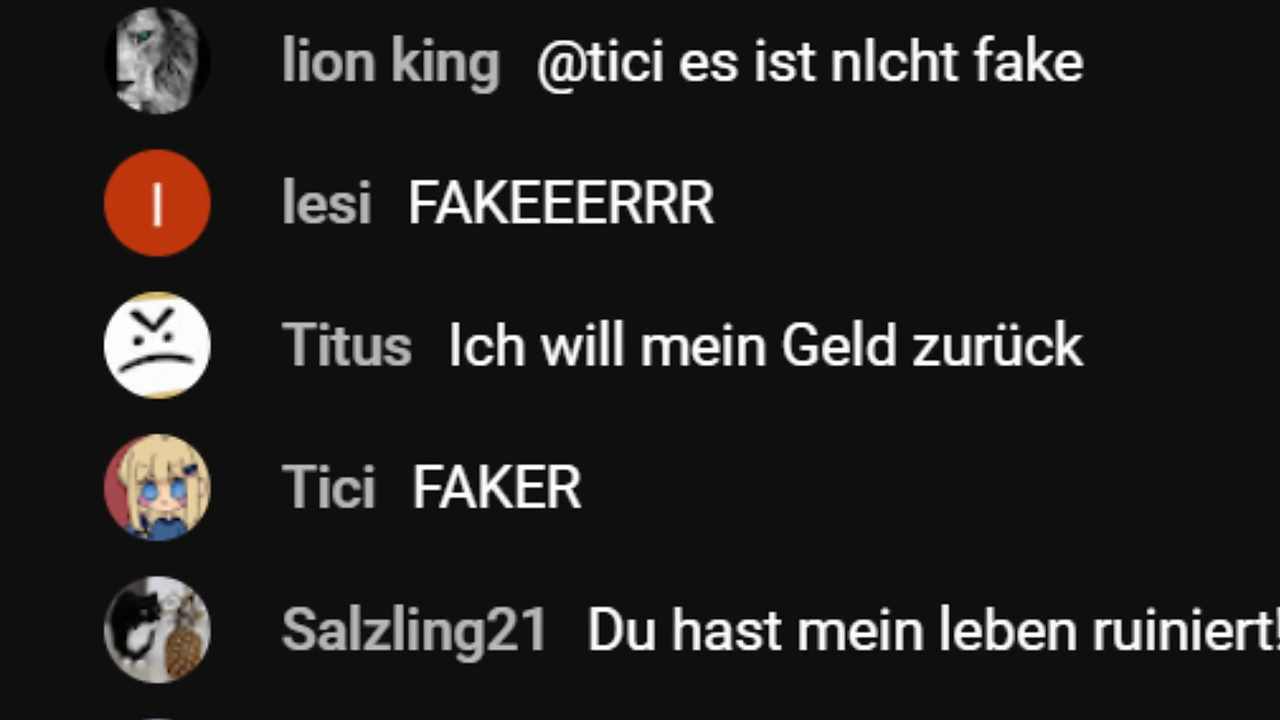 lion king @tici es ist nIcht fake
l lesi FAKEEERRR
Titus Ich will mein Geld zurück
Tici FAKER
Salzling21 Du hast mein leben ruiniert!